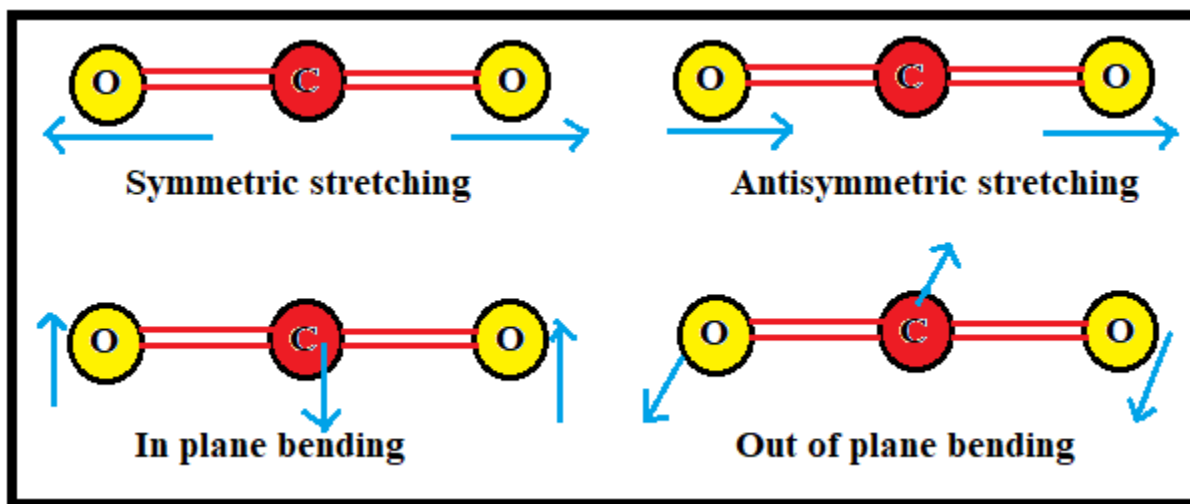 O C O O C O
Symmetric stretching Antisymmetric stretching
O C O O C O
In plane bending Out of plane bending